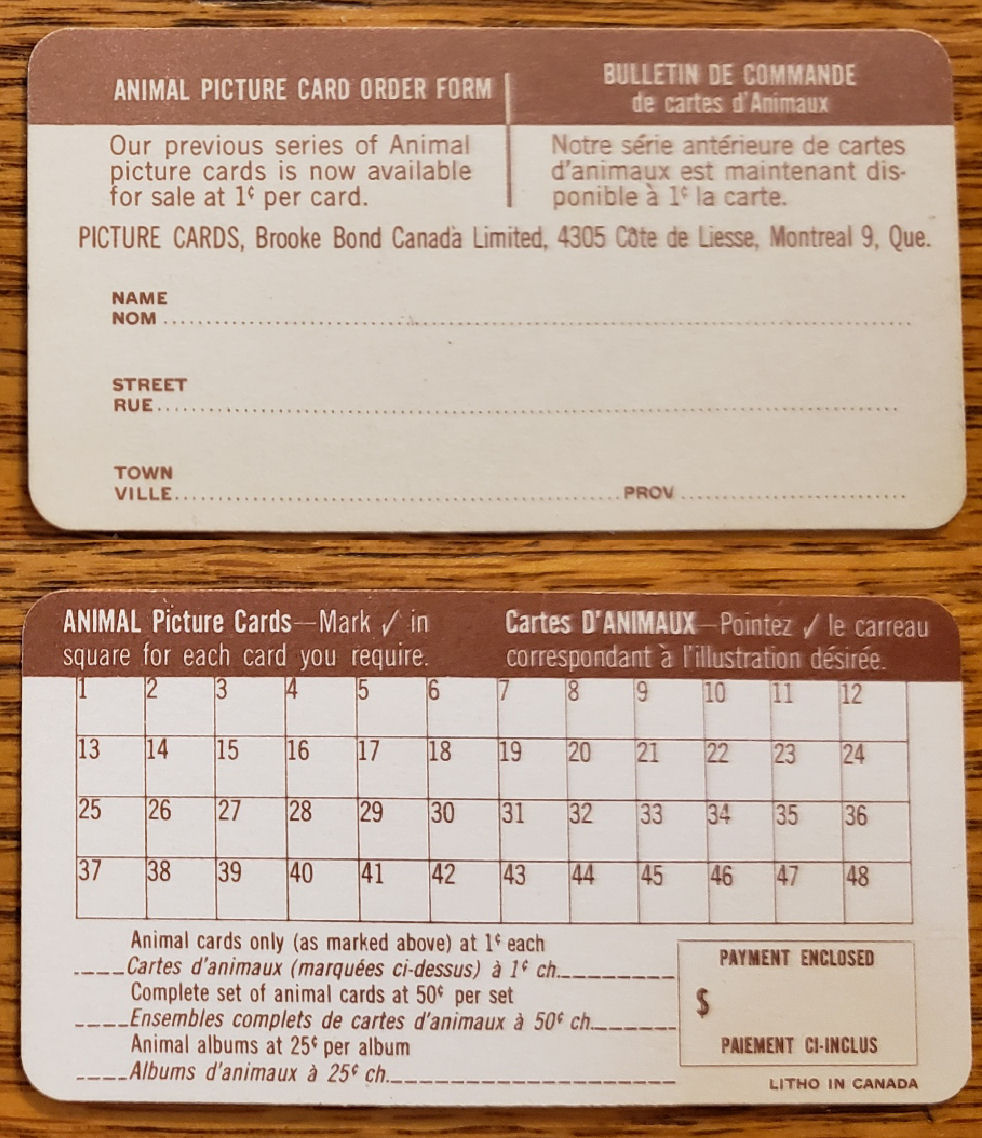 ANIMAL PICTURE CARD ORDER FORM
BULLETIN DE COMMANDE
de cartes d'Animaux
Our previous series of Animal
picture cards is now available
for sale at 1¢ per card.
Notre série antérieure de cartes
d'animaux est maintenant dis-
ponible à 1¢ la carte.
PICTURE CARDS, Brooke Bond Canada Limited, 4305 Côte de Liesse, Montreal 9, Que.
NAME
NOM
STREET
RUE
TOWN
VILLE PROV
ANIMAL Picture Cards—Mark ✓ in
square for each card you require.
Cartes D'ANIMAUX—Pointez ✓ le carreau
correspondant à l'illustration désirée.
1 2 3 4 5 6 7 8 9 10 11 12
13 14 15 16 17 18 19 20 21 22 23 24
25 26 27 28 29 30 31 32 33 34 35 36
37 38 39 40 41 42 43 44 45 46 47 48
Animal cards only (as marked above) at 1¢ each
Cartes d'animaux (marquées ci-dessus) à 1¢ ch.
Complete set of animal cards at 50¢ per set
Ensembles complets de cartes d'animaux à 50¢ ch.
Animal albums at 25¢ per album
Albums d'animaux à 25¢ ch.
PAYMENT ENCLOSED
$
PAIEMENT CI-INCLUS
LITHO IN CANADA